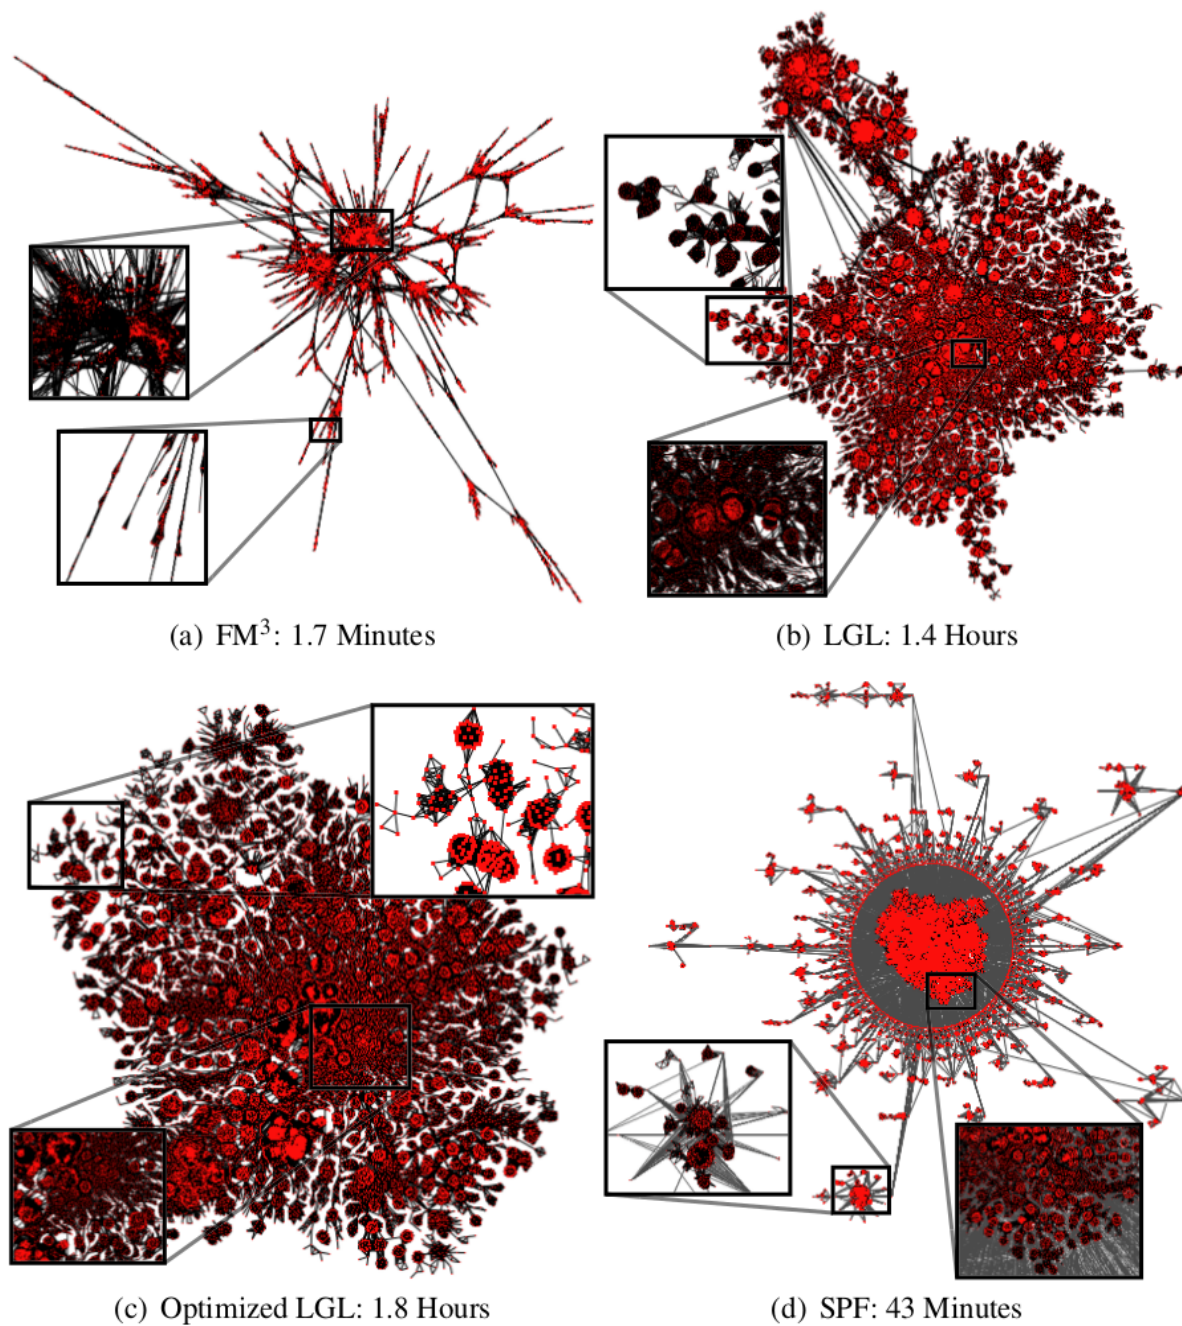 (a) FM³: 1.7 Minutes
(b) LGL: 1.4 Hours
(c) Optimized LGL: 1.8 Hours
(d) SPF: 43 Minutes